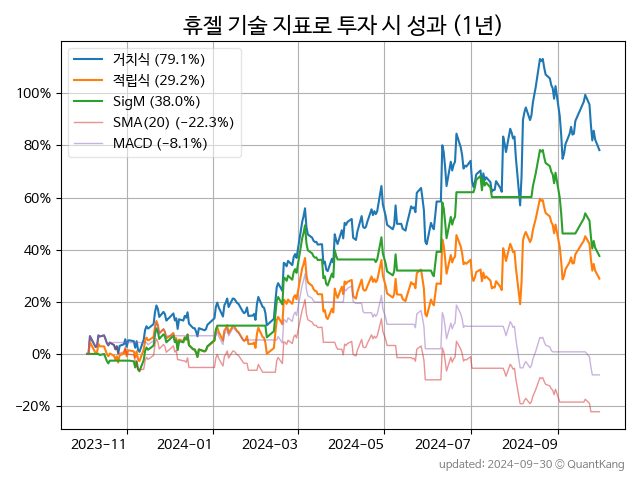 휴젤 기술 지표로 투자 시 성과 (1년)
거치식 (79.1%)
적립식 (29.2%)
SigM (38.0%)
SMA(20) (−22.3%)
MACD (−8.1%)
100%
80%
60%
40%
20%
0%
−20%
2023-11
2024-01
2024-03
2024-05
2024-07
2024-09
updated: 2024-09-30 © QuantKang